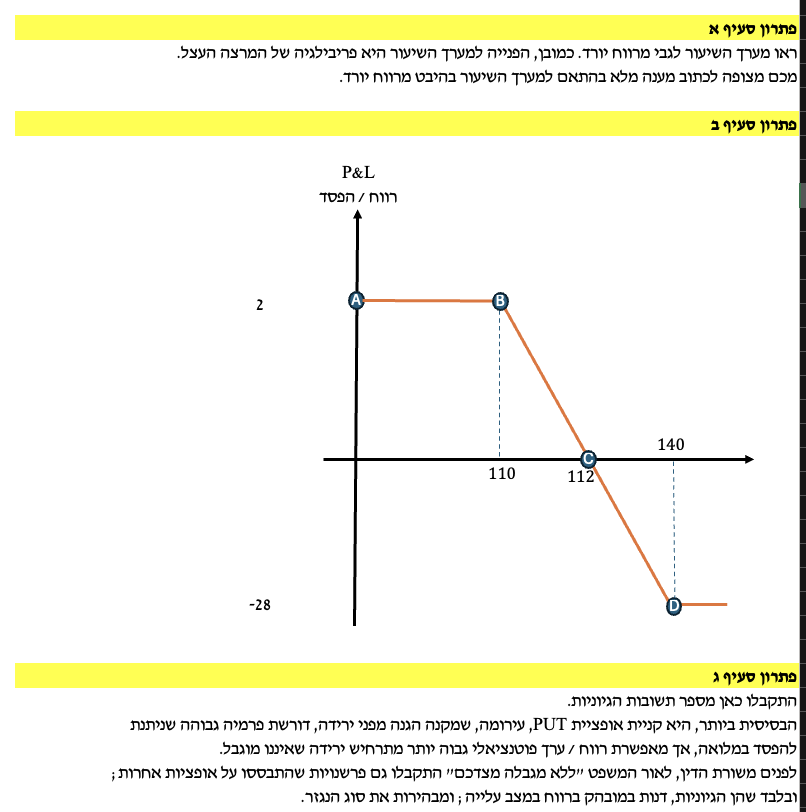 פתרון סעיף א
ראו מערך השיעור לגבי מרווח יורד. כמובן, הפנייה למערך השיעור היא פריבילגיה של המרצה העצל.
מכם מצופה לכתוב מענה מלא בהתאם למערך השיעור בהיבט מרווח יורד.
פתרון סעיף ב
P&L
רווח / הפסד
2
A
B
140
C
110
112
-28
D
פתרון סעיף ג
התקבלו כאן מספר תשובות הגיוניות.
הבסיסית ביותר, היא קניית אופציית PUT, עירומה, שמקנה הגנה מפני ירידה, דורשת פרמיה גבוהה שניתנת
להפסד במלואה, אך מאפשרת רווח / ערך פוטנציאלי גבוה יותר מתרחיש ירידה שאיננו מוגבל.
לפנים משורת הדין, לאור המשפט "ללא מגבלה מצדכם" התקבלו גם פרשנויות שהתבססו על אופציות אחרות;
ובלבד שהן הגיוניות, דנות במובהק ברווח במצב עלייה; ומבהירות את סוג הנגזר.